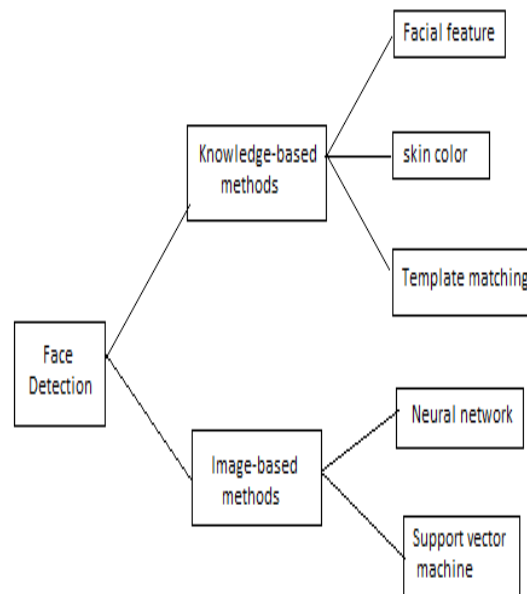 Facial feature
Knowledge-based
methods
skin color
Template matching
Face
Detection
Neural network
Image-based
methods
Support vector
machine